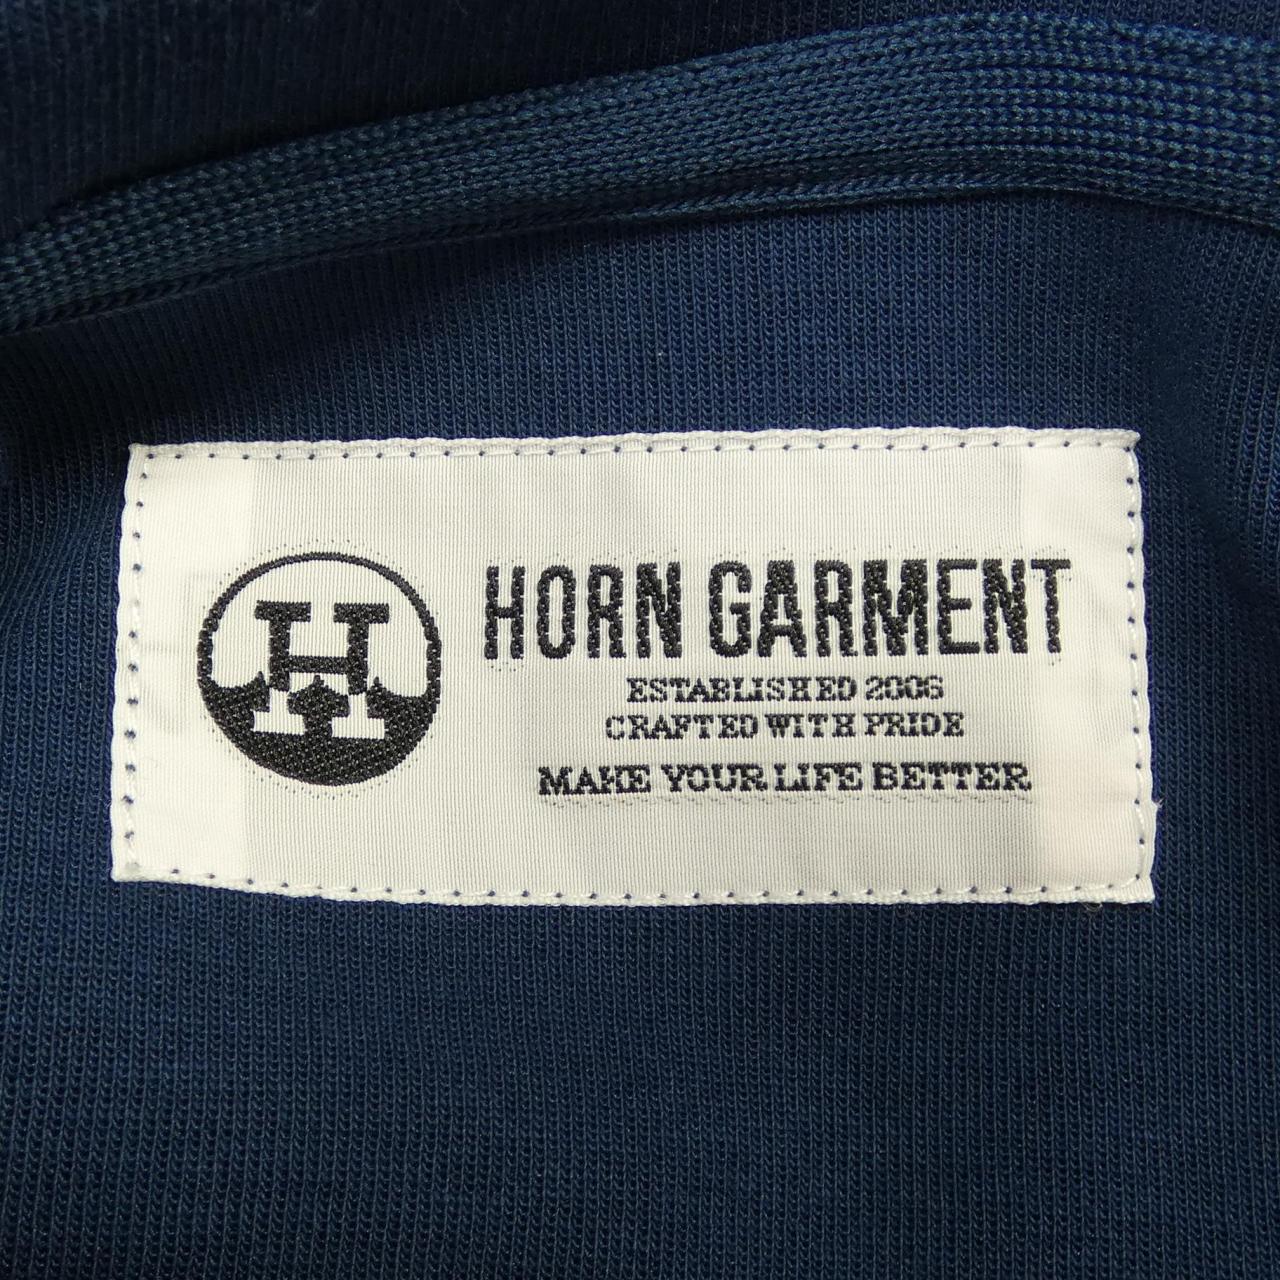 H
HORN GARMENT
ESTABLISHED 2006
CRAFTED WITH PRIDE
MAKE YOUR LIFE BETTER